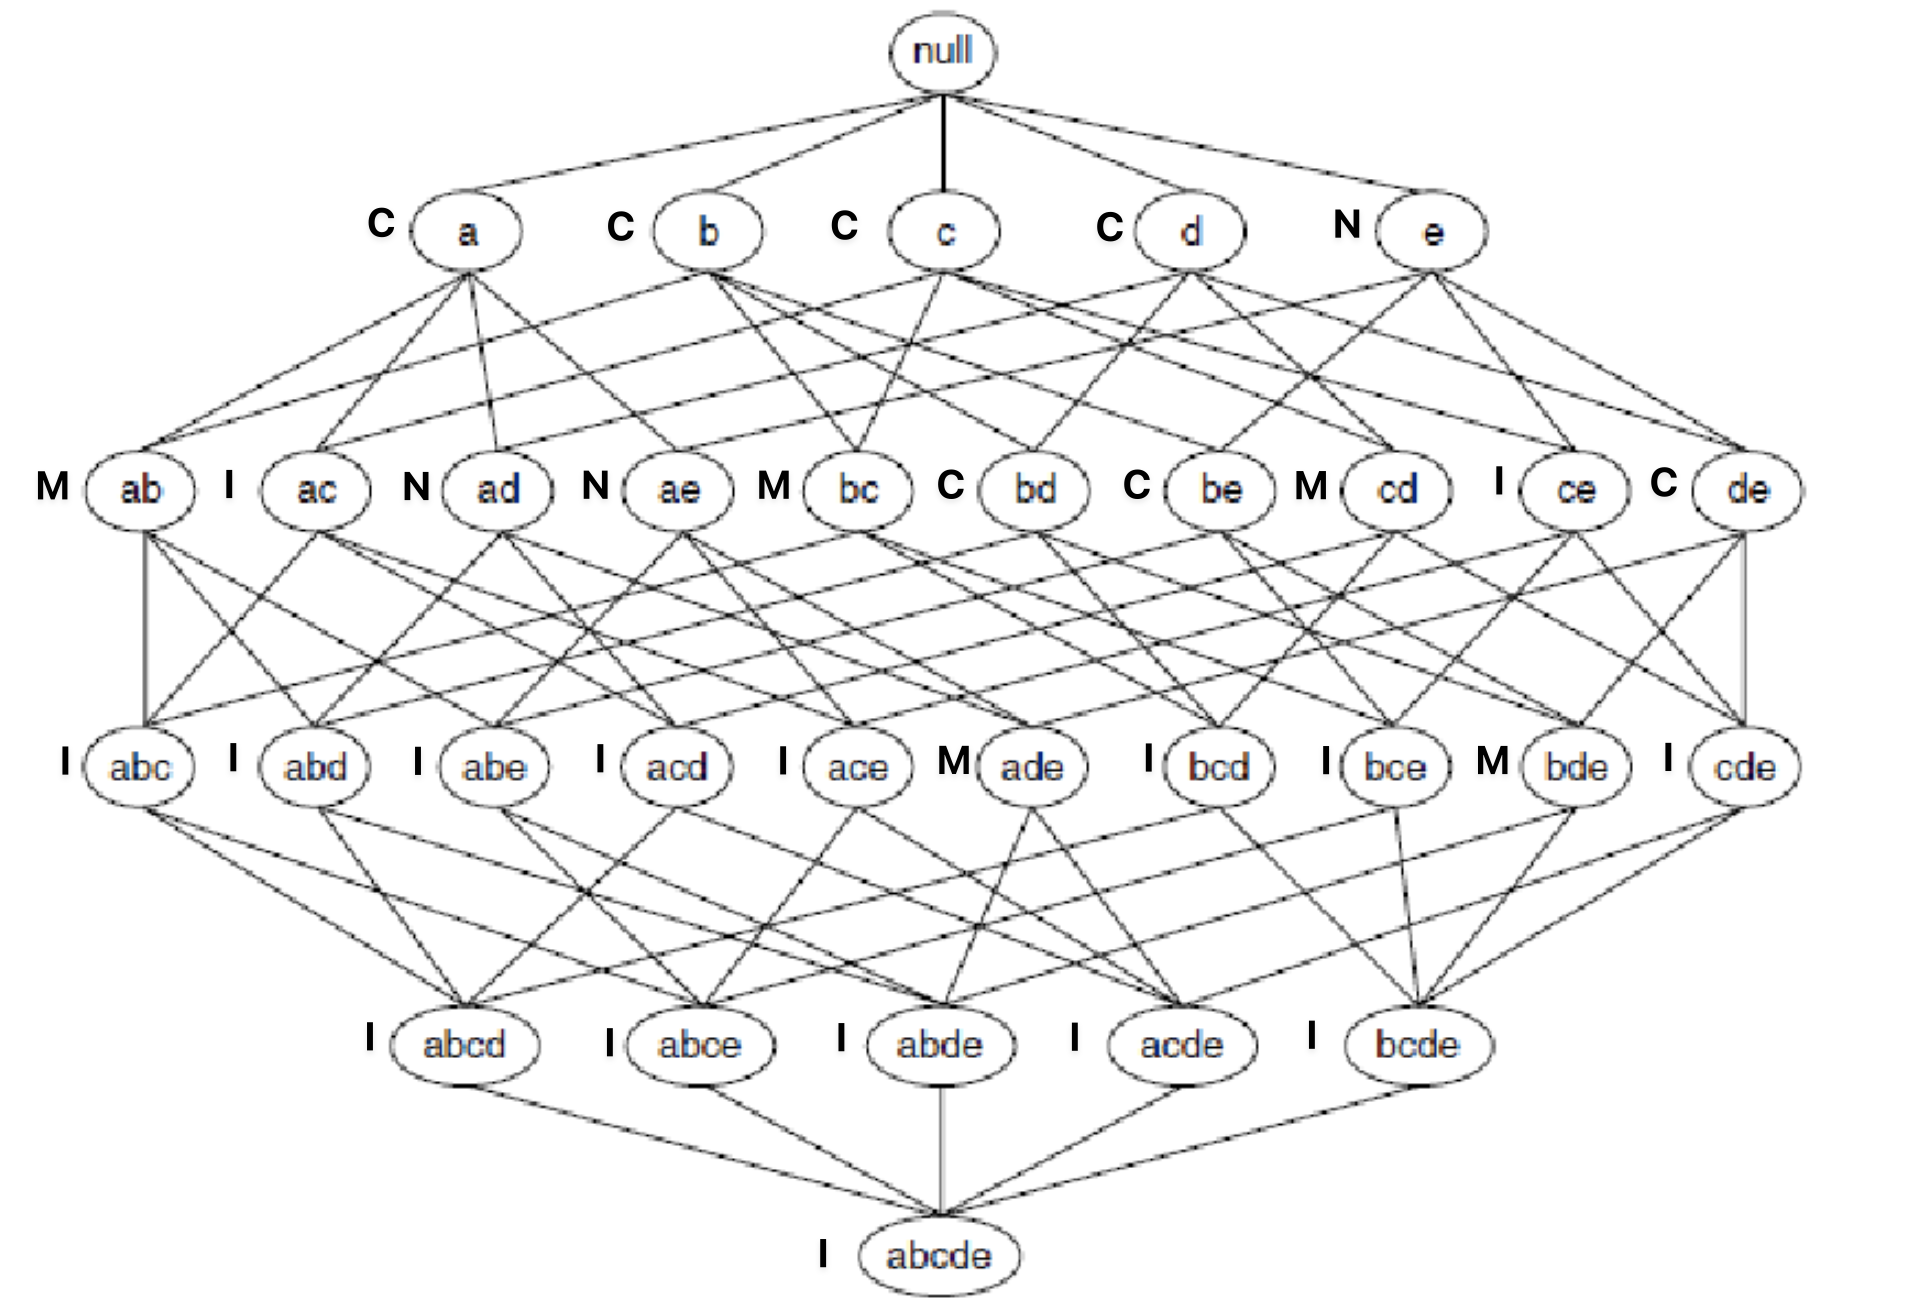 null
C a C b C c C d N e
M ab I ac N ad N ae M bc C bd C be M cd I ce C de
I abc I abd I abe I acd I ace M ade I bcd I bce M bde I cde
I abcd I abce I abde I acde I bcde
I abcde